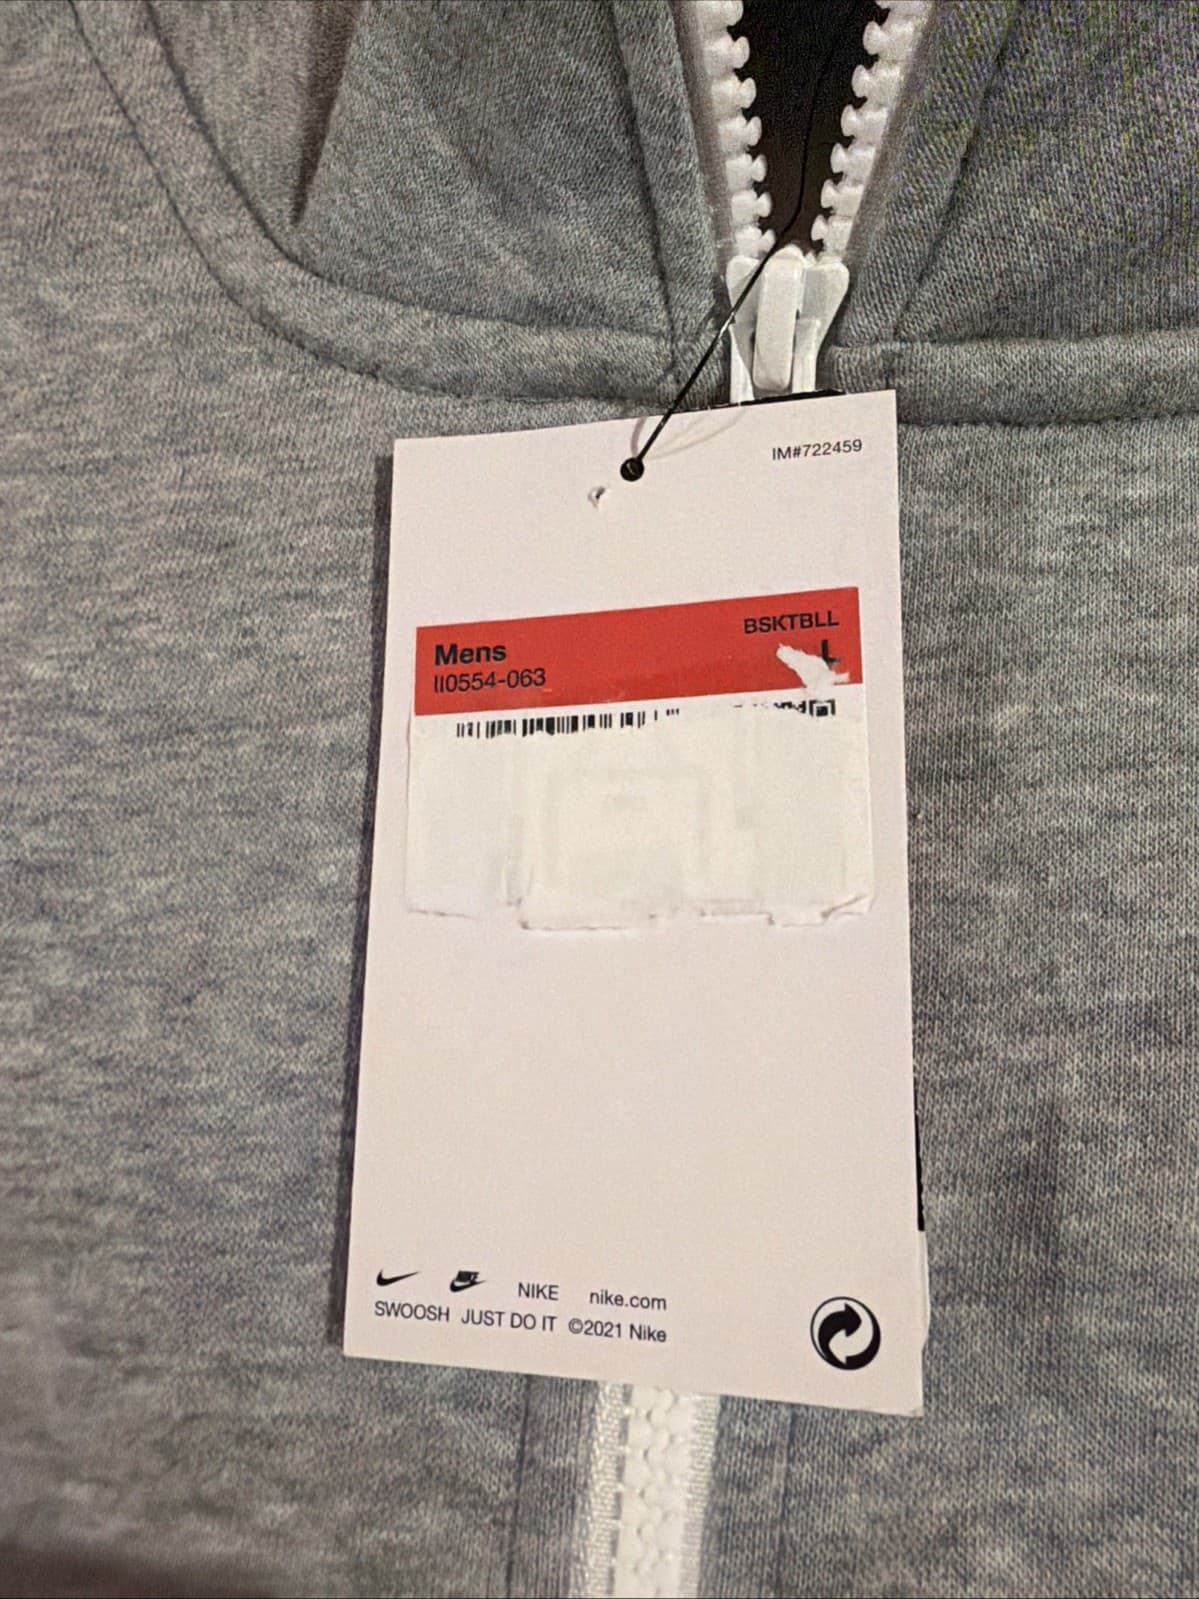 IM#722459
BSKTBLL
Mens
L
II0554-063
NIKE nike.com
SWOOSH JUST DO IT ©2021 Nike